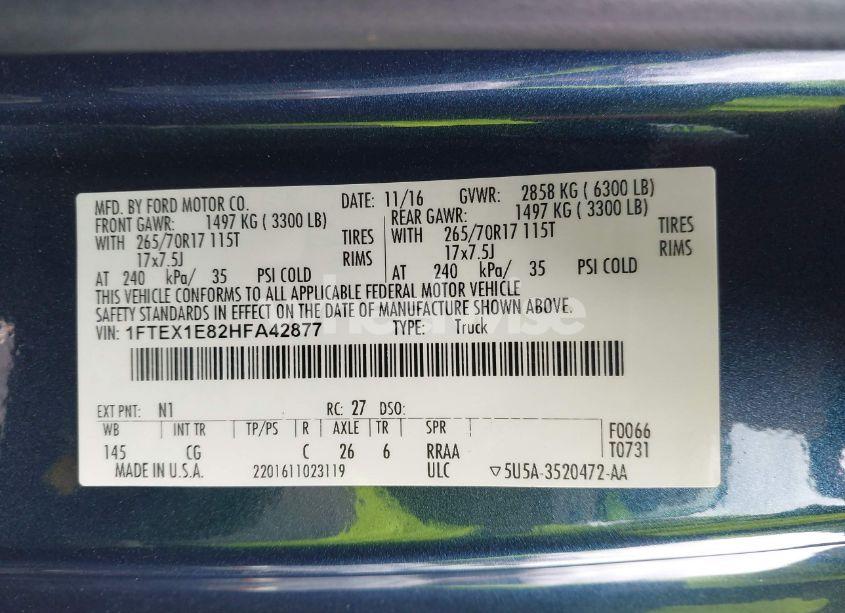 MFD. BY FORD MOTOR CO. DATE: 11/16 GVWR: 2858 KG ( 6300 LB)
FRONT GAWR: 1497 KG ( 3300 LB) REAR GAWR: 1497 KG ( 3300 LB)
WITH 265/70R17 115T TIRES WITH 265/70R17 115T TIRES
17x7.5J RIMS 17x7.5J RIMS
AT 240 kPa/ 35 PSI COLD AT 240 kPa/ 35 PSI COLD
THIS VEHICLE CONFORMS TO ALL APPLICABLE FEDERAL MOTOR VEHICLE
SAFETY STANDARDS IN EFFECT ON THE DATE OF MANUFACTURE SHOWN ABOVE.
VIN: 1FTEX1E82HFA42877 TYPE: Truck
EXT PNT: N1 RC: 27 DSO:
WB INT TR TP/PS R AXLE TR SPR F0066
145 CG C 26 6 RRAA T0731
MADE IN U.S.A. 2201611023119 ULC ▽5U5A-3520472-AA